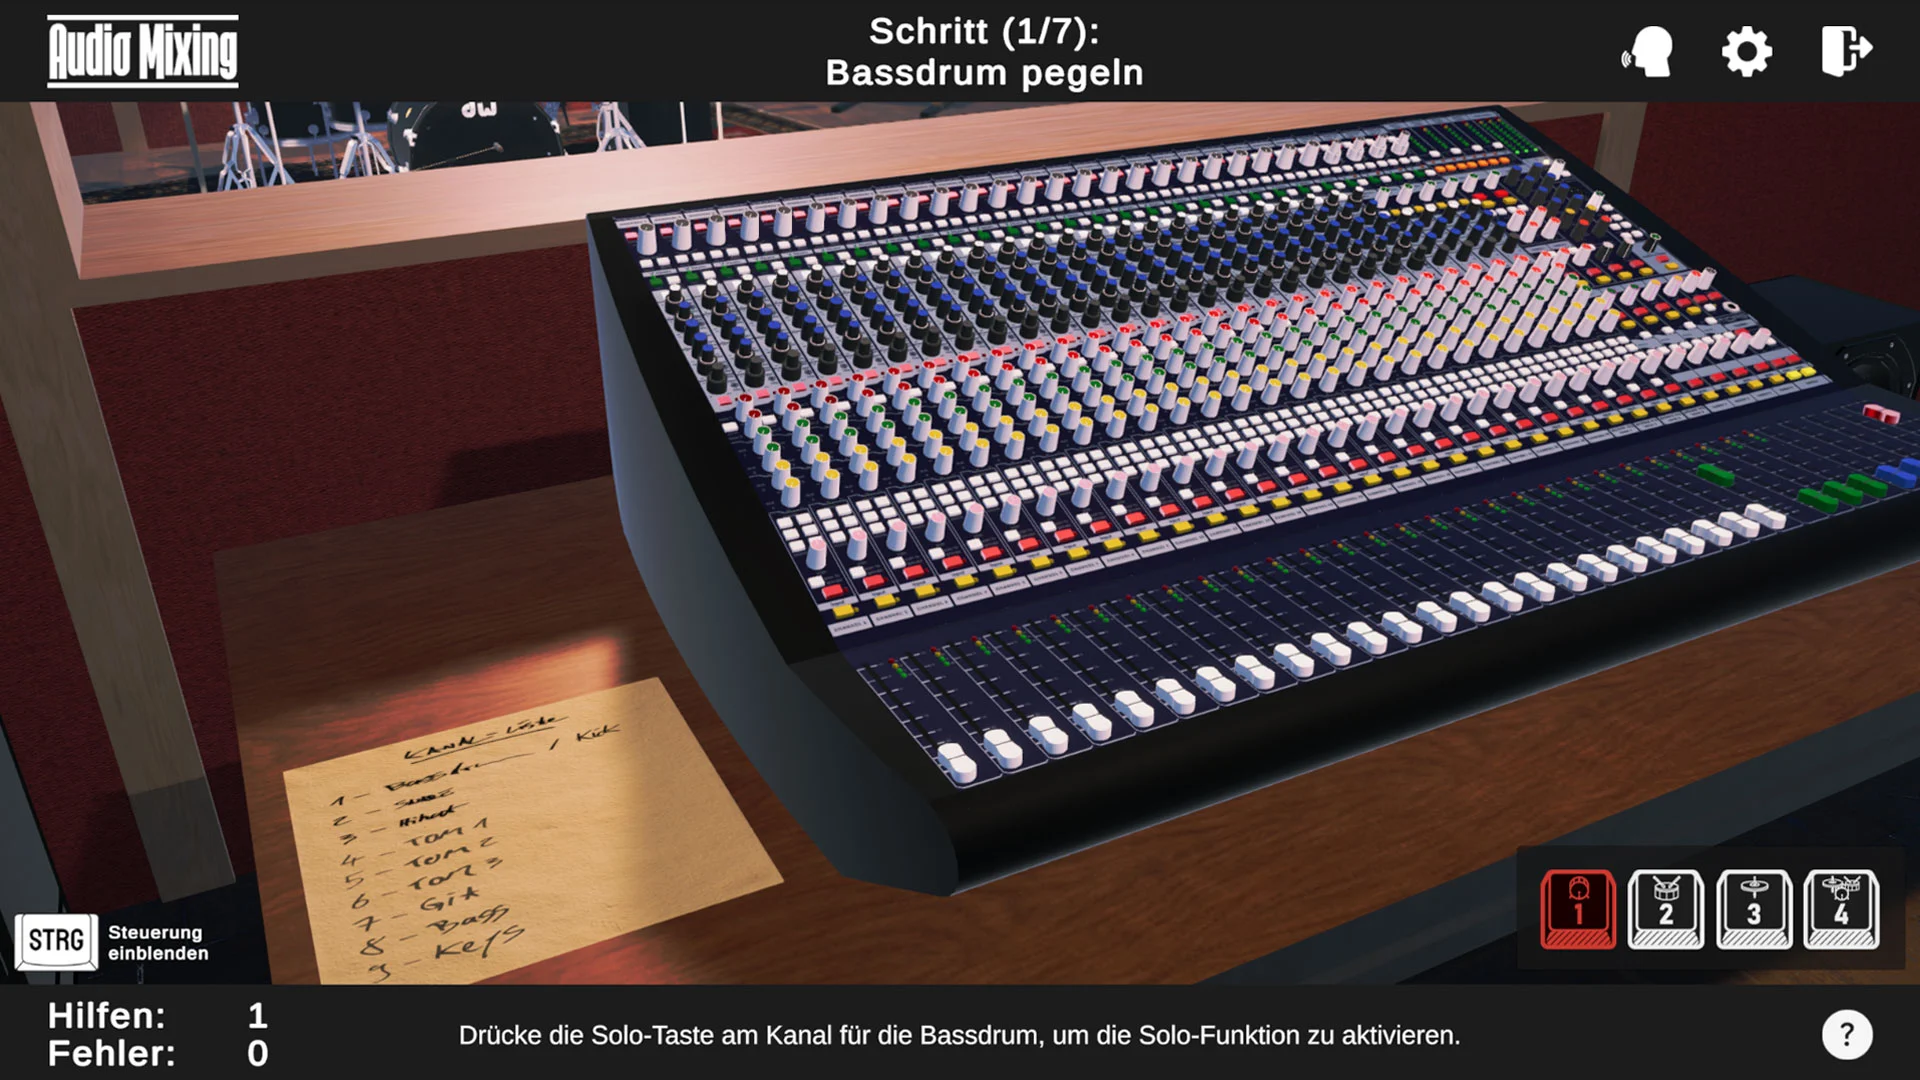 Audio Mixing
Schritt (1/7):
Bassdrum pegeln
dw
KANAL-Liste
1 - Bassdrum / Kick
2 - Snare
3 - Hihat
4 - TOM 1
5 - TOM 2
6 - TOM 3
7 - Git
8 - Bass
9 - Keys
1
2
3
4
STRG
Steuerung
einblenden
Hilfen: 1
Fehler: 0
Drücke die Solo-Taste am Kanal für die Bassdrum, um die Solo-Funktion zu aktivieren.
?